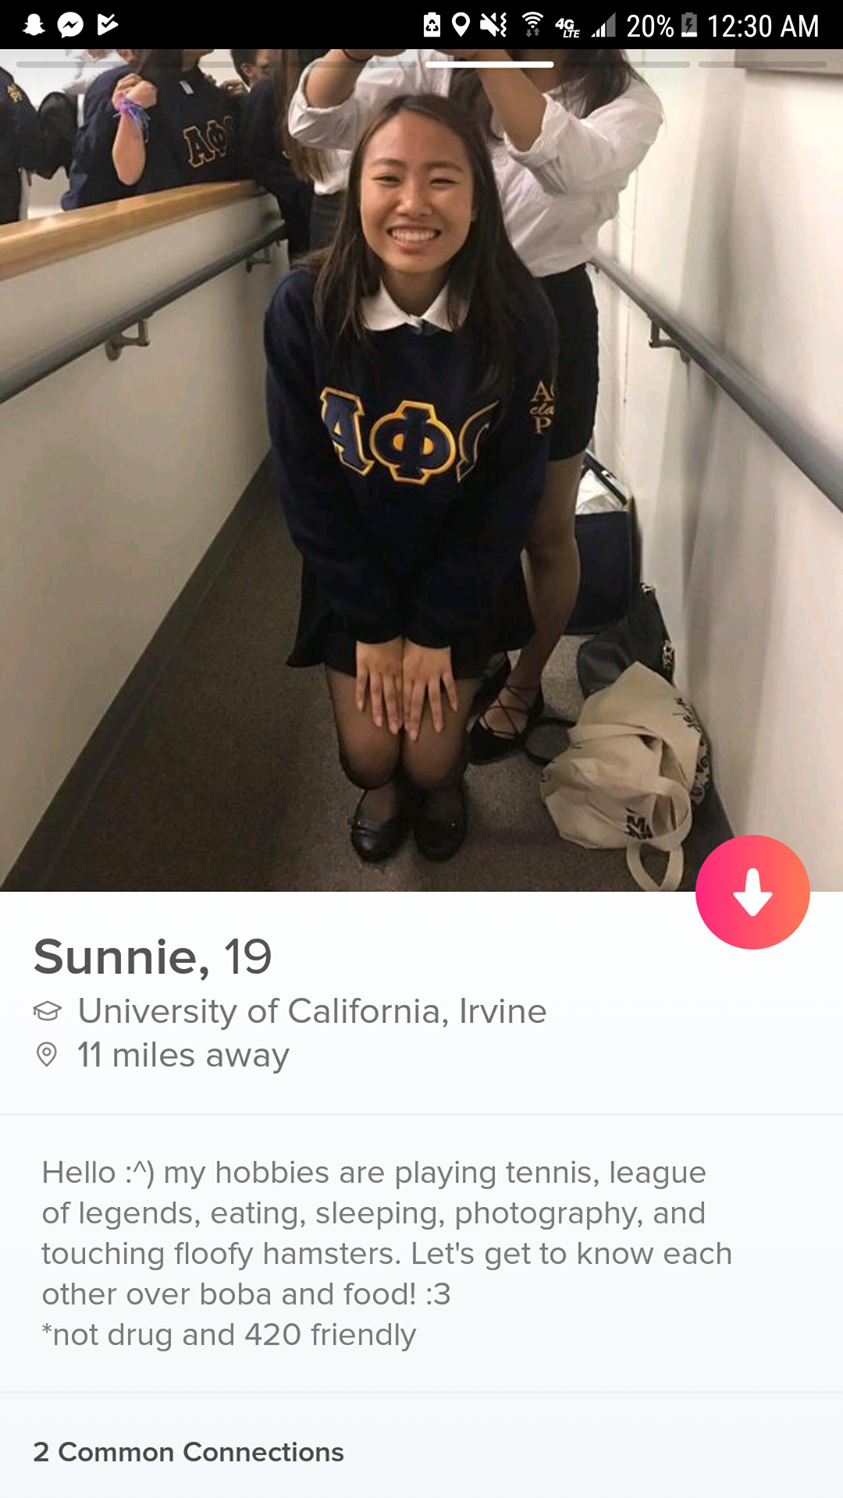 20% 12:30 AM
4G
LTE
ΑΦ
ΑΦ
A
cla
P
Sunnie, 19
University of California, Irvine
11 miles away
Hello :^) my hobbies are playing tennis, league
of legends, eating, sleeping, photography, and
touching floofy hamsters. Let's get to know each
other over boba and food! :3
*not drug and 420 friendly
2 Common Connections